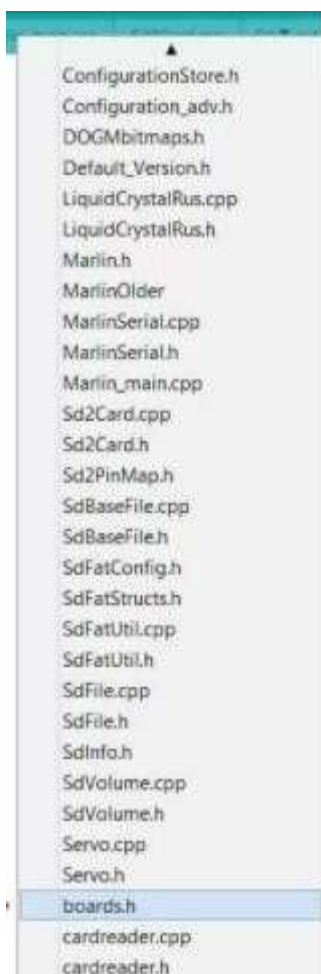 ConfigurationStore.h
Configuration_adv.h
DOGMbitmaps.h
Default_Version.h
LiquidCrystalRus.cpp
LiquidCrystalRus.h
Marlin.h
MarlinOlder
MarlinSerial.cpp
MarlinSerial.h
Marlin_main.cpp
Sd2Card.cpp
Sd2Card.h
Sd2PinMap.h
SdBaseFile.cpp
SdBaseFile.h
SdFatConfig.h
SdFatStructs.h
SdFatUtil.cpp
SdFatUtil.h
SdFile.cpp
SdFile.h
SdInfo.h
SdVolume.cpp
SdVolume.h
Servo.cpp
Servo.h
boards.h
cardreader.cpp
cardreader.h